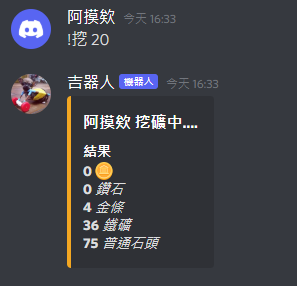 阿摸欸 今天 16:33
!挖 20
吉器人 機器人 今天 16:33
阿摸欸 挖礦中....
結果
0
0 鑽石
4 金條
36 鐵礦
75 普通石頭